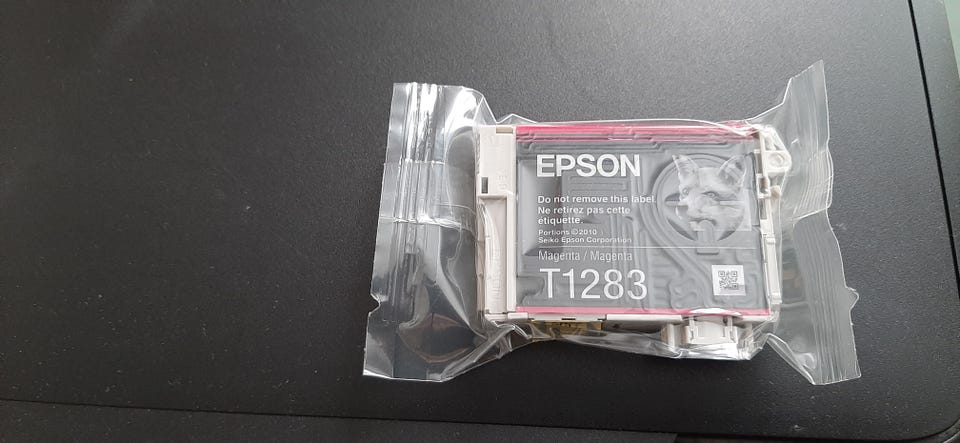 EPSON
Do not remove this label.
Ne retirez pas cette
étiquette.
Portions ©2010
Seiko Epson Corporation
Magenta / Magenta
T1283